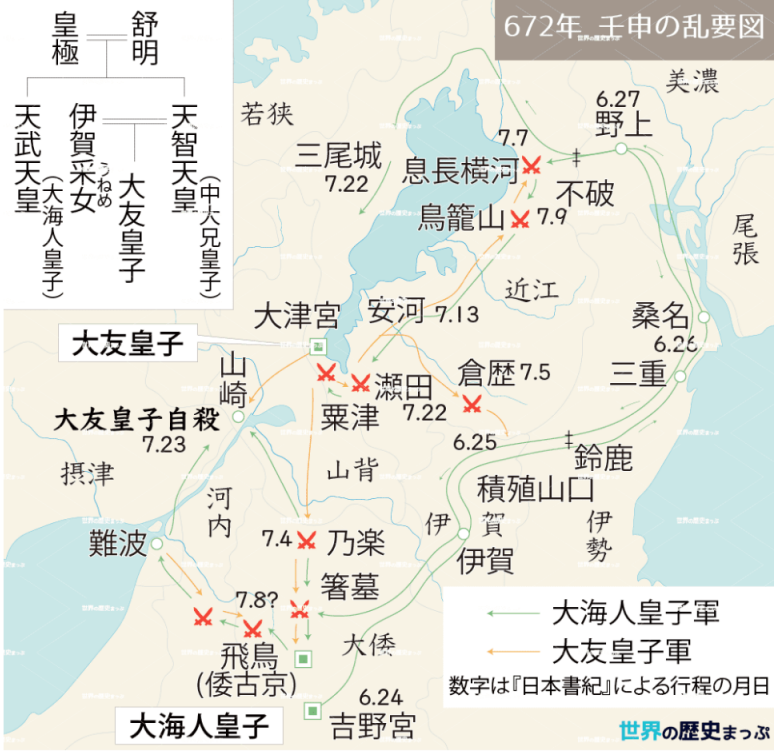 672年 壬申の乱要図
舒明
皇極
天智天皇
(中大兄皇子)
大友皇子
伊賀采女
うねめ
天武天皇
(大海人皇子)
若狭
美濃
6.27
野上
7.7
三尾城
7.22
息長横河
不破
鳥籠山
7.9
尾張
近江
大津宮
安河
7.13
桑名
6.26
大友皇子
三重
山崎
瀬田
倉歴 7.5
大友皇子自殺
7.23
粟津
7.22
6.25
鈴鹿
摂津
山背
積殖山口
河内
伊賀
伊勢
難波
7.4
乃楽
伊賀
箸墓
7.8?
大海人皇子軍
飛鳥
(倭古京)
大倭
大友皇子軍
数字は『日本書紀』による行程の月日
6.24
大海人皇子
吉野宮
世界の歴史まっぷ